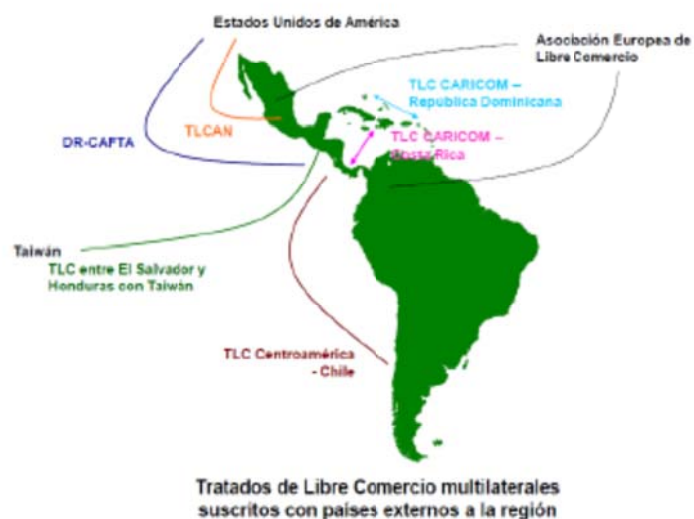 Estados Unidos de América
Asociación Europea de
Libre Comercio
TLC CARICOM –
República Dominicana
TLCAN
TLC CARICOM –
Costa Rica
DR-CAFTA
Taiwán
TLC entre El Salvador y
Honduras con Taiwán
TLC Centroamérica
- Chile
Tratados de Libre Comercio multilaterales
suscritos con países externos a la región